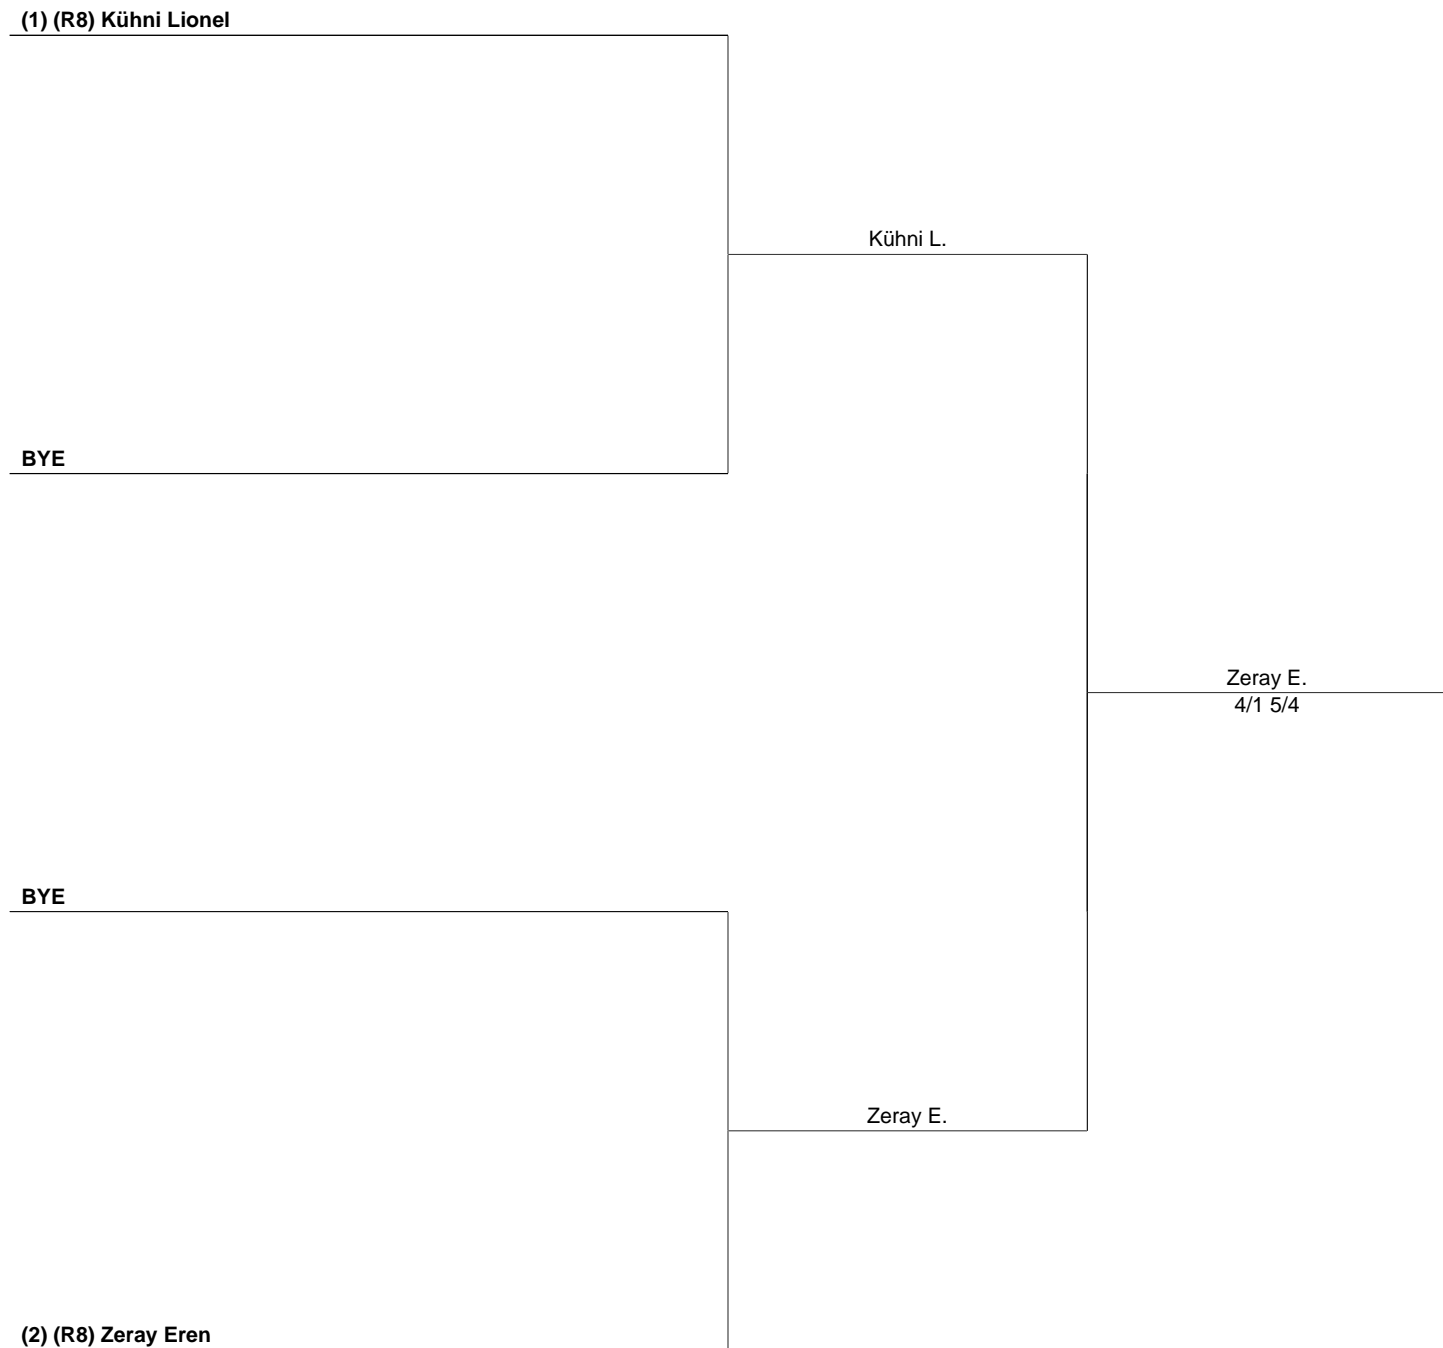 (1) (R8) Kühni Lionel
Kühni L.
BYE
Zeray E.
4/1 5/4
BYE
Zeray E.
(2) (R8) Zeray Eren